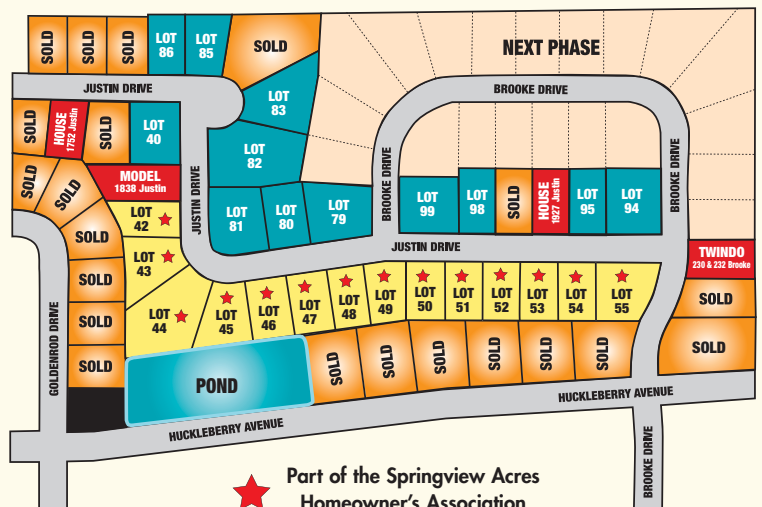 SOLD
SOLD
SOLD
LOT
86
LOT
85
SOLD
NEXT PHASE
JUSTIN DRIVE
LOT
83
BROOKE DRIVE
SOLD
HOUSE
1752 Justin
SOLD
LOT
40
LOT
82
SOLD
SOLD
MODEL
1838 Justin
JUSTIN DRIVE
BROOKE DRIVE
BROOKE DRIVE
LOT
42
LOT
81
LOT
80
LOT
79
LOT
99
LOT
98
SOLD
HOUSE
1927 Justin
LOT
95
LOT
94
SOLD
JUSTIN DRIVE
LOT
43
TWINDO
230 & 232 Brooke
SOLD
SOLD
LOT
44
LOT
45
LOT
46
LOT
47
LOT
48
LOT
49
LOT
50
LOT
51
LOT
52
LOT
53
LOT
54
LOT
55
GOLDENROD DRIVE
SOLD
SOLD
SOLD
POND
SOLD
SOLD
SOLD
SOLD
SOLD
SOLD
SOLD
HUCKLEBERRY AVENUE
HUCKLEBERRY AVENUE
BROOKE DRIVE
Part of the Springview Acres
Homeowner's Association